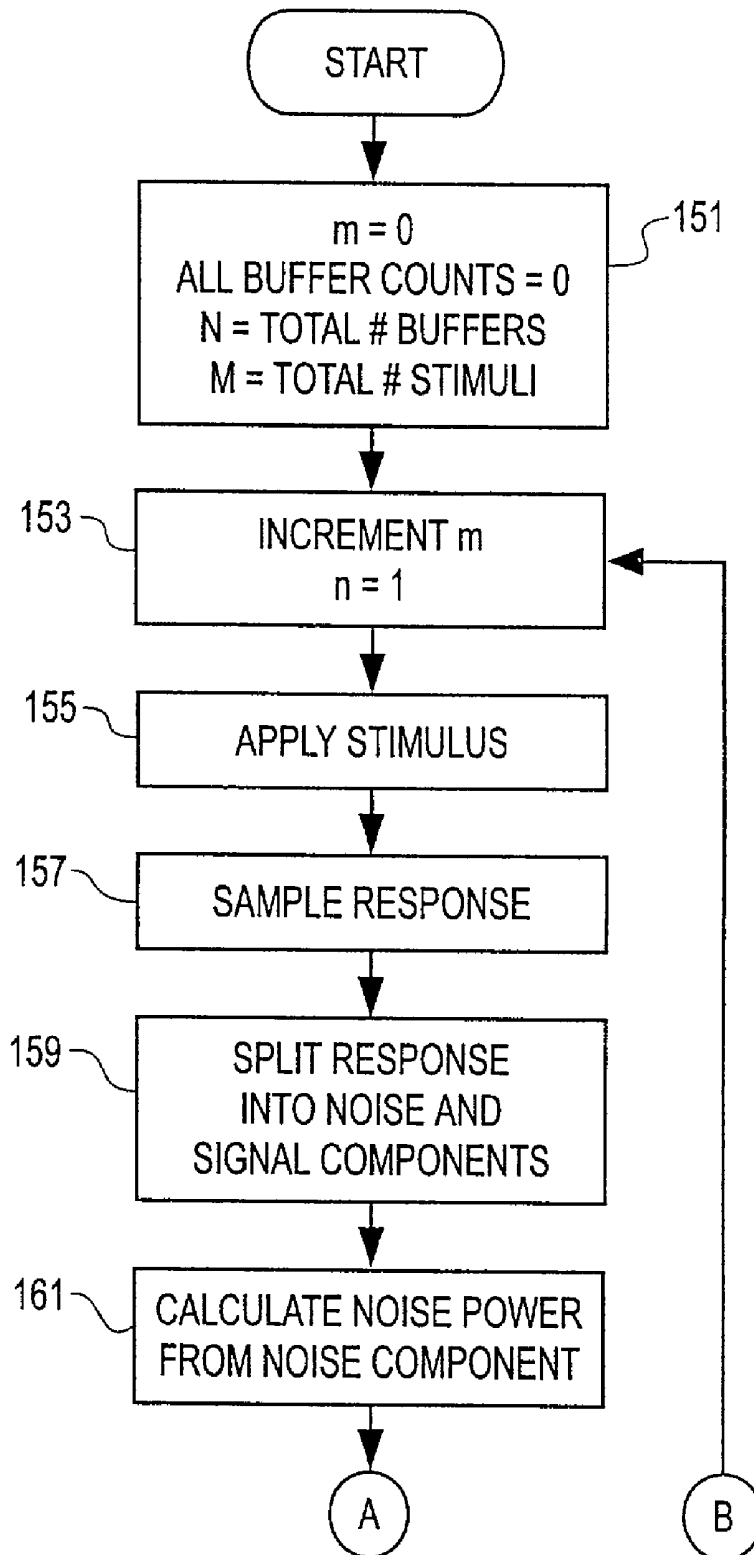 START
m = 0
ALL BUFFER COUNTS = 0
N = TOTAL # BUFFERS
M = TOTAL # STIMULI
151
153
INCREMENT m
n = 1
155
APPLY STIMULUS
157
SAMPLE RESPONSE
159
SPLIT RESPONSE
INTO NOISE AND
SIGNAL COMPONENTS
161
CALCULATE NOISE POWER
FROM NOISE COMPONENT
A
B